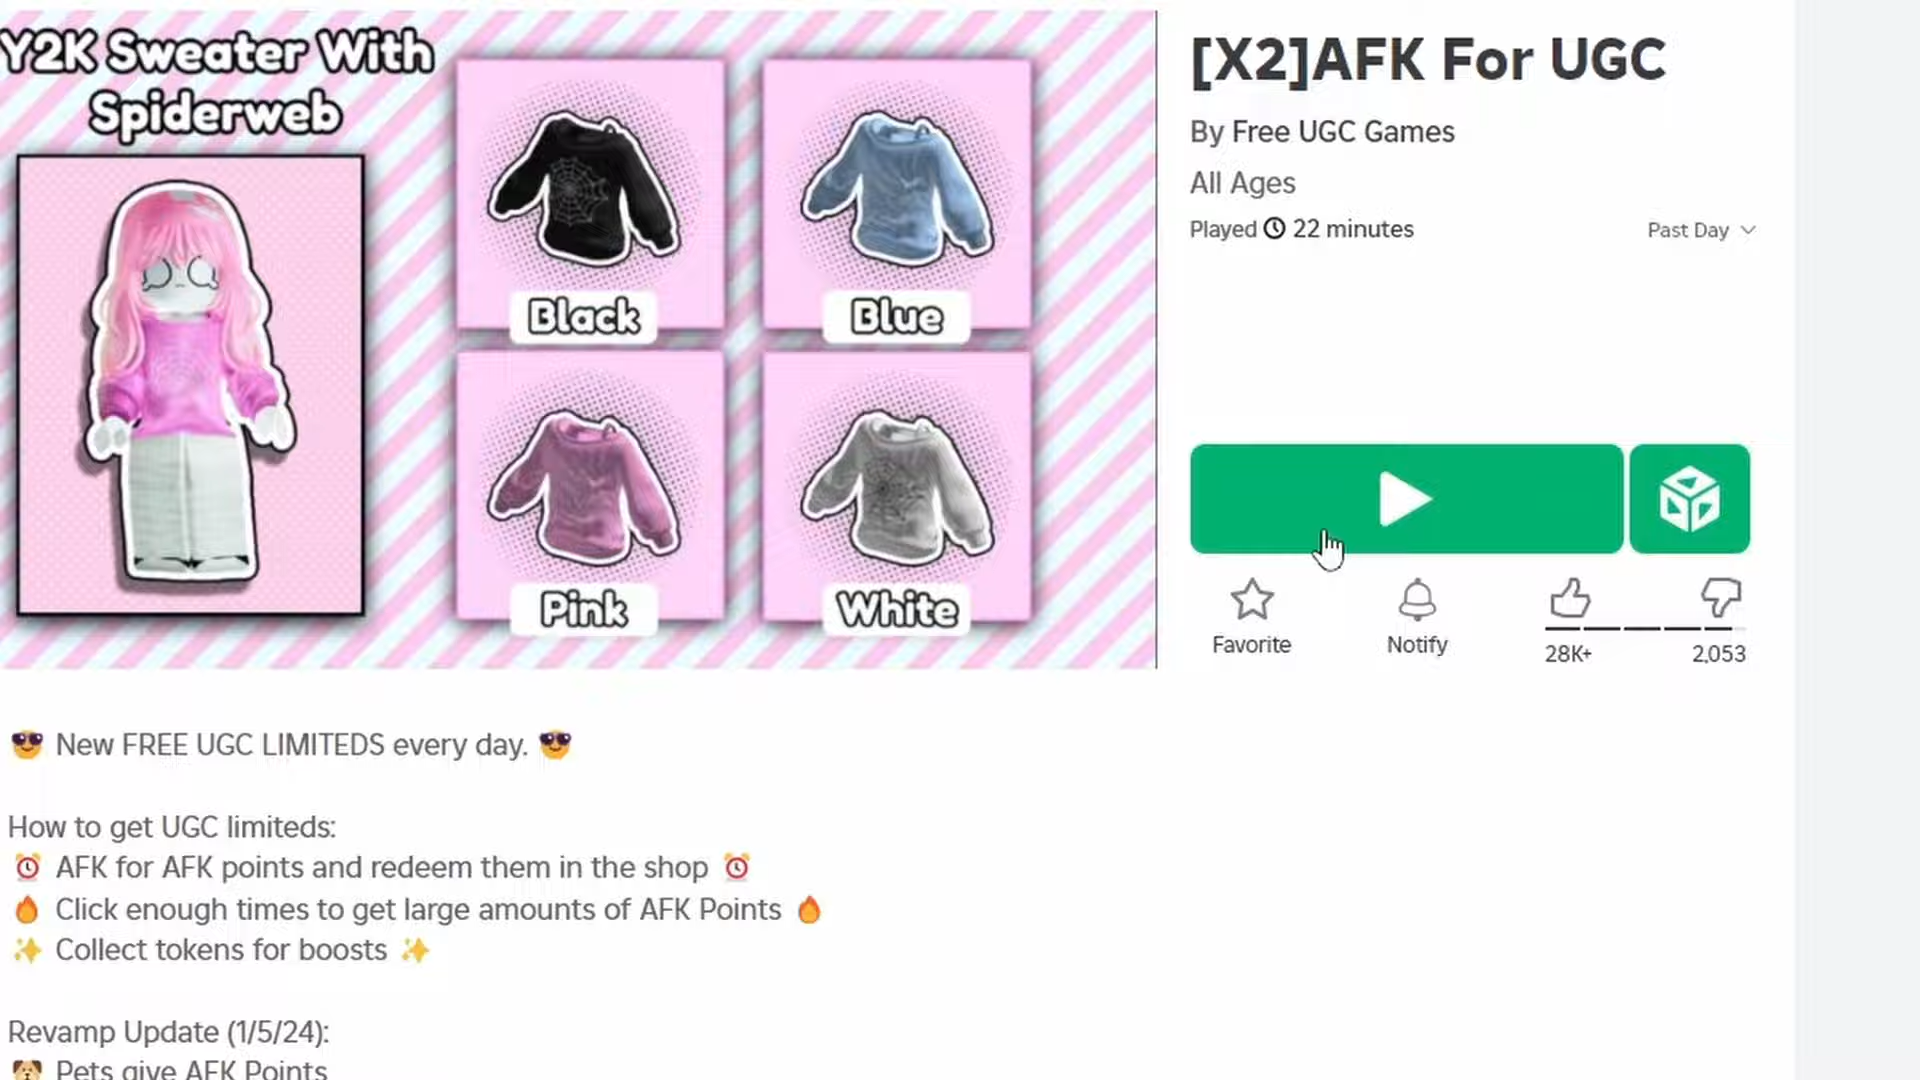 Y2K Sweater With
Spiderweb
Black
Blue
Pink
White
[X2]AFK For UGC
By Free UGC Games
All Ages
Played 22 minutes
Past Day
Favorite
Notify
28K+
2,053
😎 New FREE UGC LIMITEDS every day. 😎
How to get UGC limiteds:
⏰ AFK for AFK points and redeem them in the shop ⏰
🔥 Click enough times to get large amounts of AFK Points 🔥
✨ Collect tokens for boosts ✨
Revamp Update (1/5/24):
🐶 Pets give AFK Points